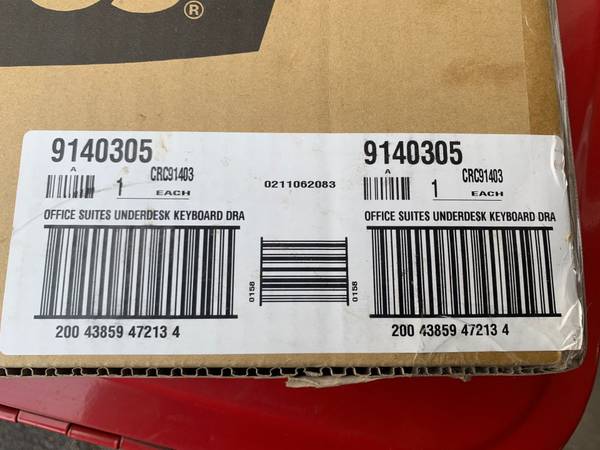 ®
9140305
A
1
CRC91403
EACH
OFFICE SUITES UNDERDESK KEYBOARD DRA
200 43859 47213 4
0211062083
0158
0158
9140305
A
1
CRC91403
EACH
OFFICE SUITES UNDERDESK KEYBOARD DRA
200 43859 47213 4